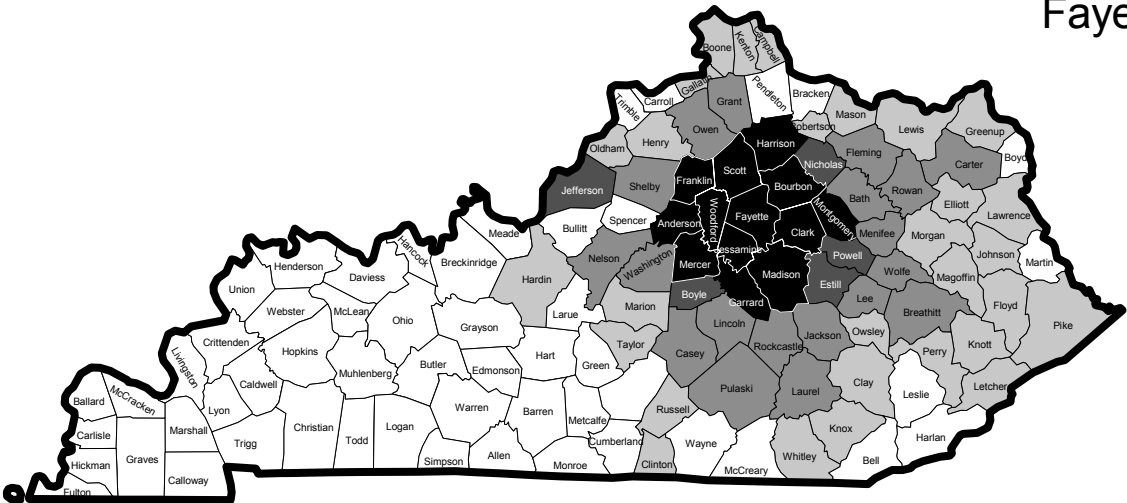 Faye
Boone
Kenton
Campbell
Gallatin
Pendleton
Bracken
Grant
Carroll
Trimble
Mason
Owen
Robertson
Lewis
Greenup
Henry
Harrison
Oldham
Fleming
Boyd
Nicholas
Carter
Scott
Franklin
Shelby
Jefferson
Bourbon
Rowan
Bath
Elliott
Montgomery
Lawrence
Woodford
Fayette
Spencer
Anderson
Clark
Bullitt
Meade
Menifee
Morgan
Hancock
essamine
Powell
Johnson
Nelson
Washington
Breckinridge
Mercer
Martin
Henderson
Madison
Wolfe
Daviess
Hardin
Magoffin
Estill
Union
Boyle
Lee
Garrard
Marion
Floyd
Webster
McLean
Larue
Breathitt
Ohio
Lincoln
Pike
Grayson
Owsley
Jackson
Crittenden
Taylor
Rockcastle
Knott
Hopkins
Perry
Casey
Hart
Livingston
Butler
Green
Edmonson
Muhlenberg
Clay
Caldwell
Pulaski
Letcher
Laurel
Leslie
McCracken
Ballard
Lyon
Warren
Barren
Russell
Metcalfe
Christian
Logan
Knox
Marshall
Carlisle
Todd
Trigg
Cumberland
Wayne
Harlan
Allen
Whitley
Graves
Simpson
Monroe
Clinton
Bell
Hickman
McCreary
Calloway
Fulton